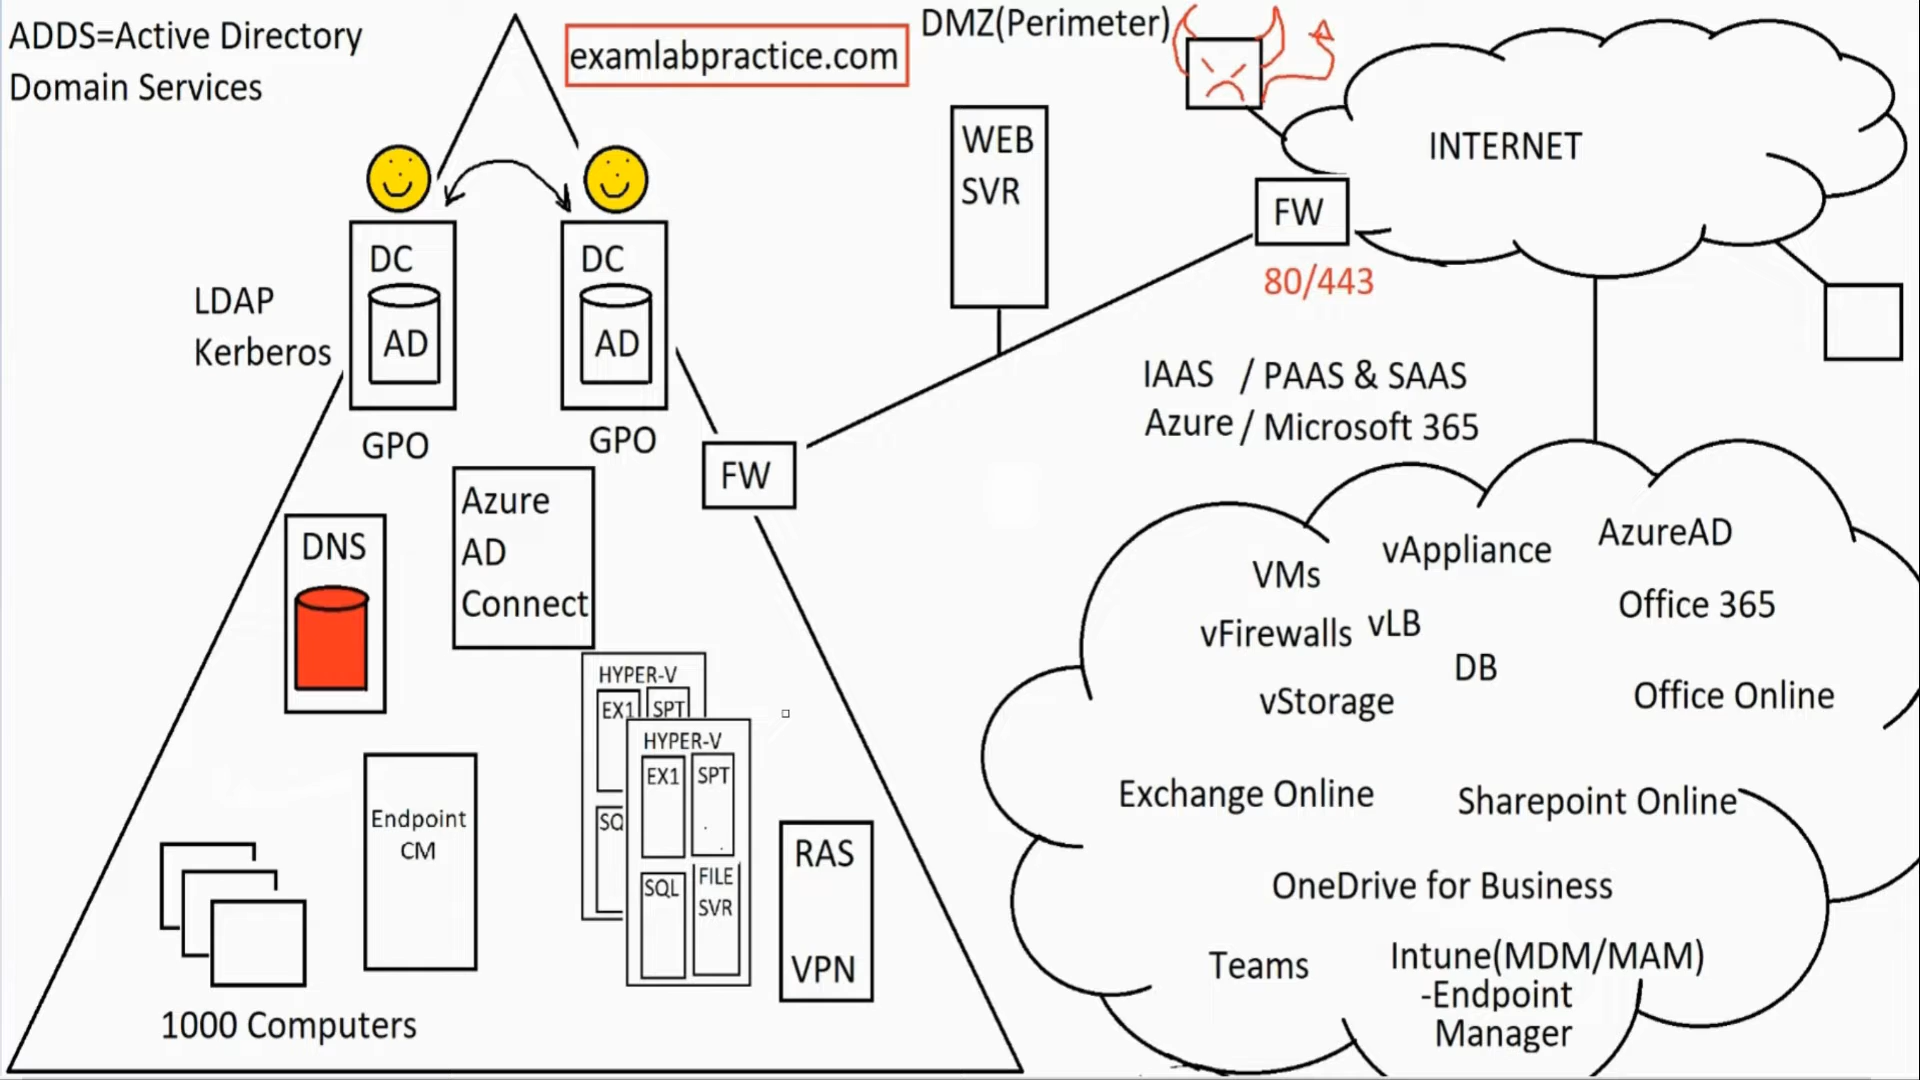 ADDS=Active Directory
Domain Services
examlabpractice.com
DMZ(Perimeter)
INTERNET
WEB
SVR
FW
80/443
DC
AD
GPO
DC
AD
GPO
LDAP
Kerberos
FW
IAAS / PAAS & SAAS
Azure / Microsoft 365
DNS
Azure
AD
Connect
HYPER-V
EX1
SPT
SQ
HYPER-V
EX1
SPT
SQL
FILE
SVR
Endpoint
CM
RAS
VPN
1000 Computers
VMs
vAppliance
AzureAD
vFirewalls
vLB
Office 365
DB
vStorage
Office Online
Exchange Online
Sharepoint Online
OneDrive for Business
Teams
Intune(MDM/MAM)
-Endpoint
Manager